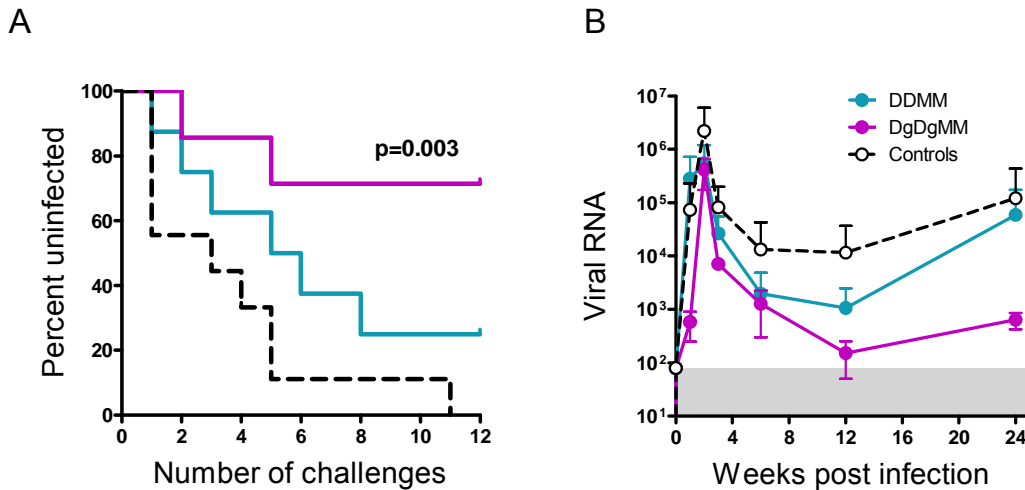 A
B
100
80
60
40
20
0
Percent uninfected
p=0.003
0 2 4 6 8 10 12
Number of challenges
10⁷
10⁶
10⁵
10⁴
10³
10²
10¹
Viral RNA
DDMM
DgDgMM
Controls
0 4 8 12 16 20 24
Weeks post infection